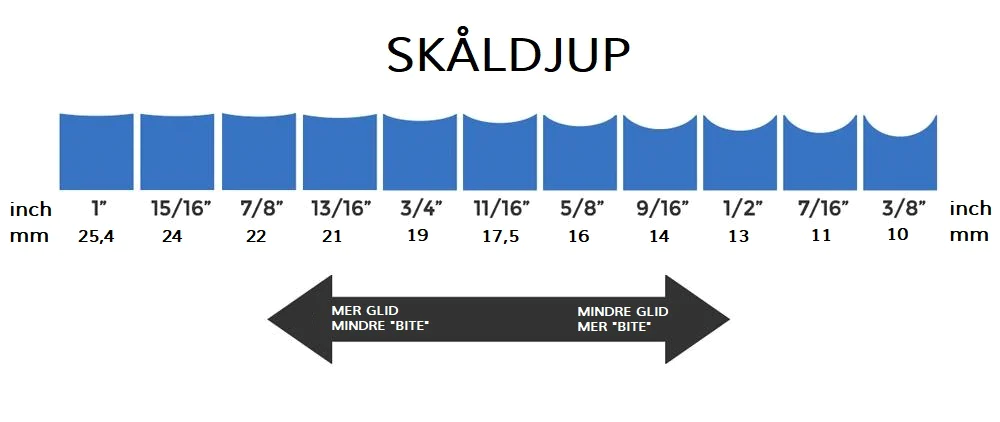 SKÅLDJUP
inch 1” 15/16” 7/8” 13/16” 3/4” 11/16” 5/8” 9/16” 1/2” 7/16” 3/8” inch
mm 25,4 24 22 21 19 17,5 16 14 13 11 10 mm
MER GLID
MINDRE "BITE"
MINDRE GLID
MER "BITE"